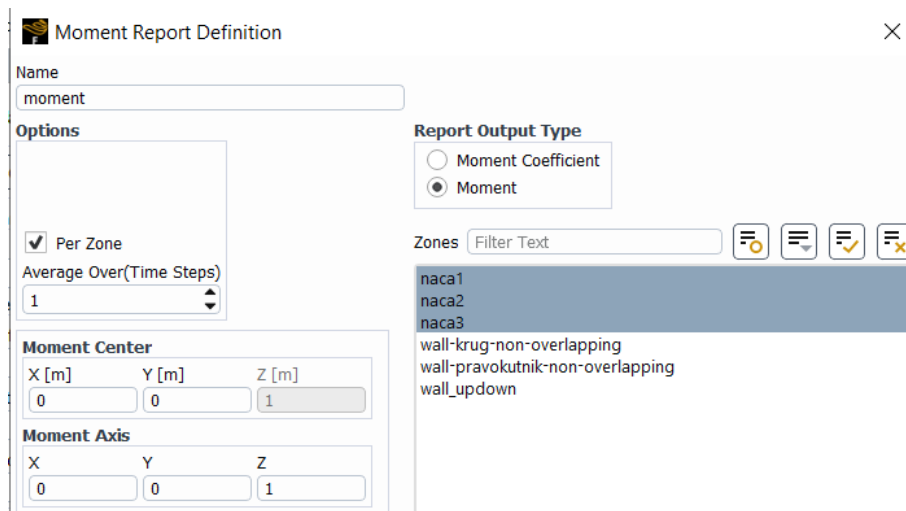 Moment Report Definition
Name
moment
Options
Per Zone
Average Over(Time Steps)
1
Report Output Type
Moment Coefficient
Moment
Zones Filter Text
naca1
naca2
naca3
wall-krug-non-overlapping
wall-pravokutnik-non-overlapping
wall_updown
Moment Center
X [m] Y [m] Z [m]
0 0 1
Moment Axis
X Y Z
0 0 1